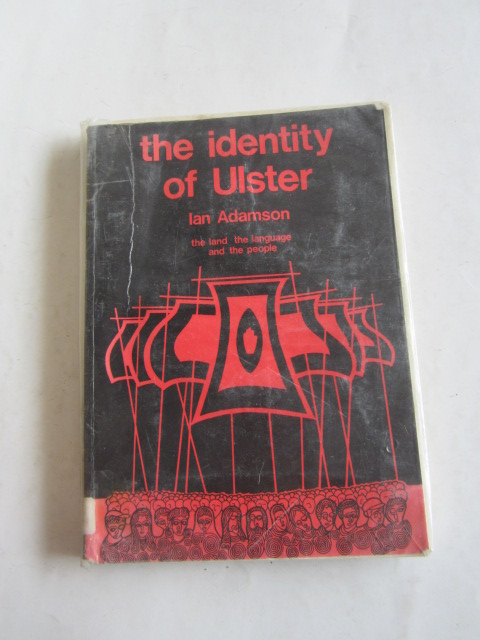 the identity
of Ulster
Ian Adamson
the land the language
and the people